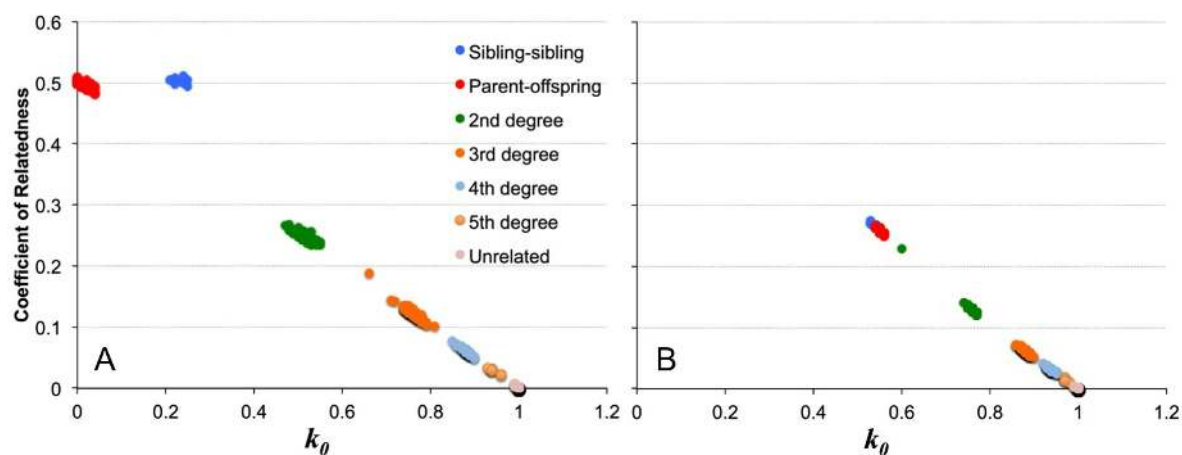 0.6
0.5
0.4
0.3
0.2
0.1
0
Coefficient of Relatedness
Sibling-sibling
Parent-offspring
2nd degree
3rd degree
4th degree
5th degree
Unrelated
A
0 0.2 0.4 0.6 0.8 1 1.2
k0
B
0 0.2 0.4 0.6 0.8 1 1.2
k0